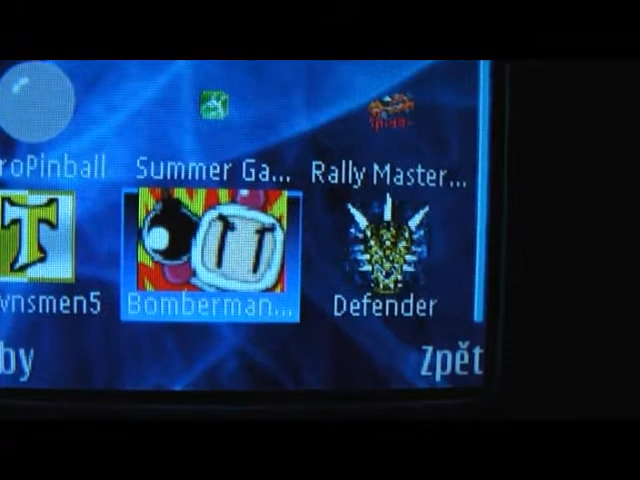 roPinball
Summer Ga...
Rally Master...
T
wnsmen5
Bomberman...
Defender
by
Zpět